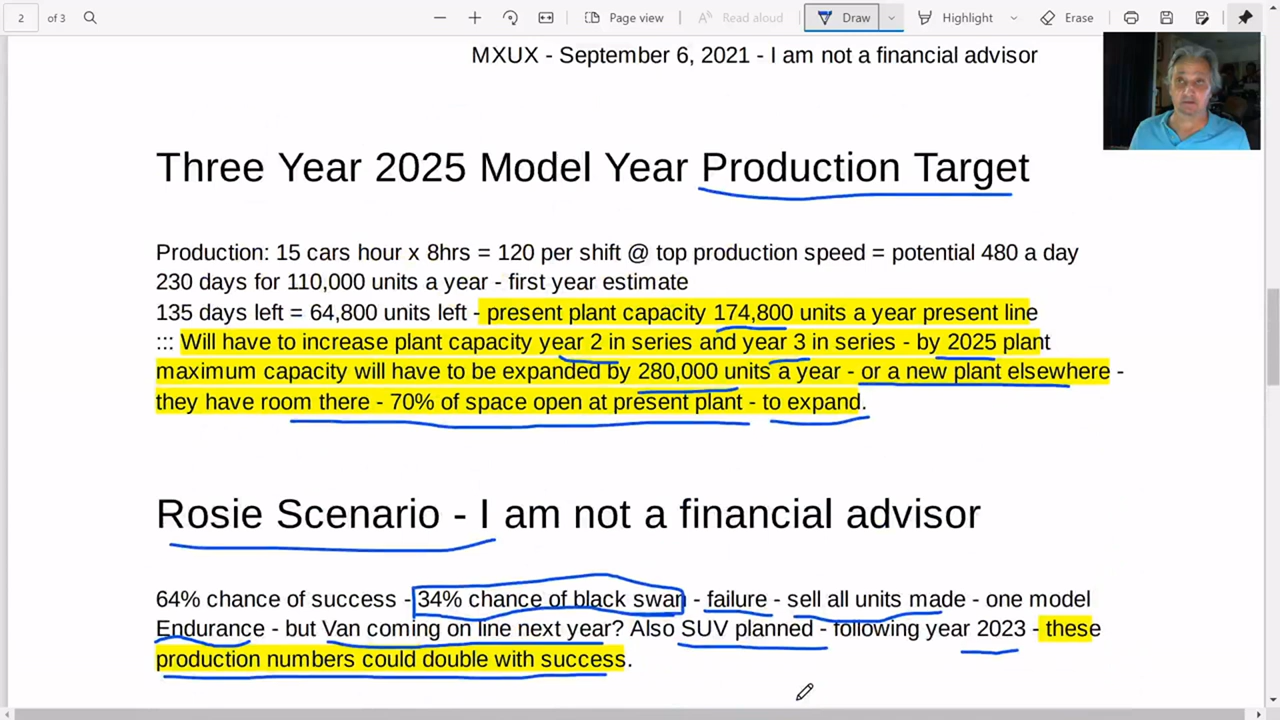 2
of 3
Page view
Read aloud
Draw
Highlight
Erase
MXUX - September 6, 2021 - I am not a financial advisor
Three Year 2025 Model Year Production Target
Production: 15 cars hour x 8hrs = 120 per shift @ top production speed = potential 480 a day
230 days for 110,000 units a year - first year estimate
135 days left = 64,800 units left - present plant capacity 174,800 units a year present line
::: Will have to increase plant capacity year 2 in series and year 3 in series - by 2025 plant
maximum capacity will have to be expanded by 280,000 units a year - or a new plant elsewhere -
they have room there - 70% of space open at present plant - to expand.
Rosie Scenario - I am not a financial advisor
64% chance of success - 34% chance of black swan - failure - sell all units made - one model
Endurance - but Van coming on line next year? Also SUV planned - following year 2023 - these
production numbers could double with success.